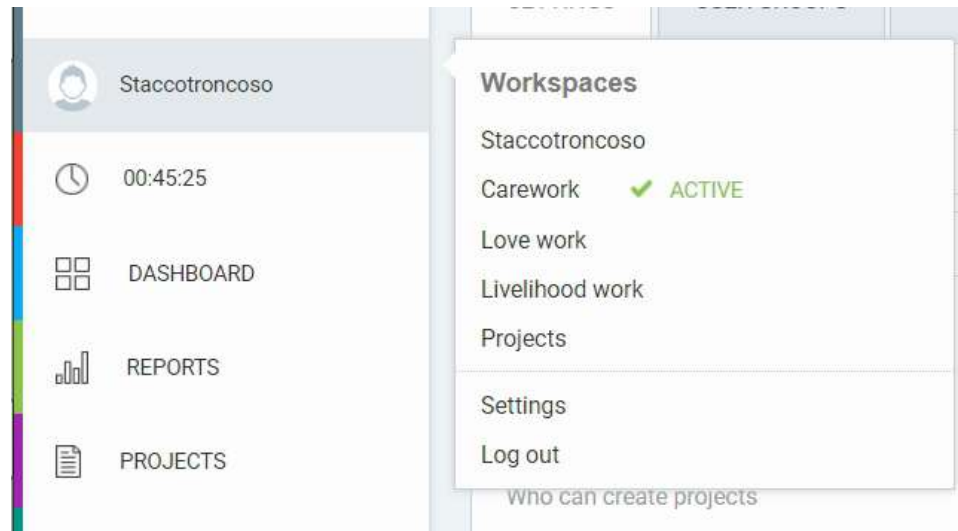 Staccotroncoso
00:45:25
DASHBOARD
REPORTS
PROJECTS
Workspaces
Staccotroncoso
Carework ✔ ACTIVE
Love work
Livelihood work
Projects
Settings
Log out
Who can create projects